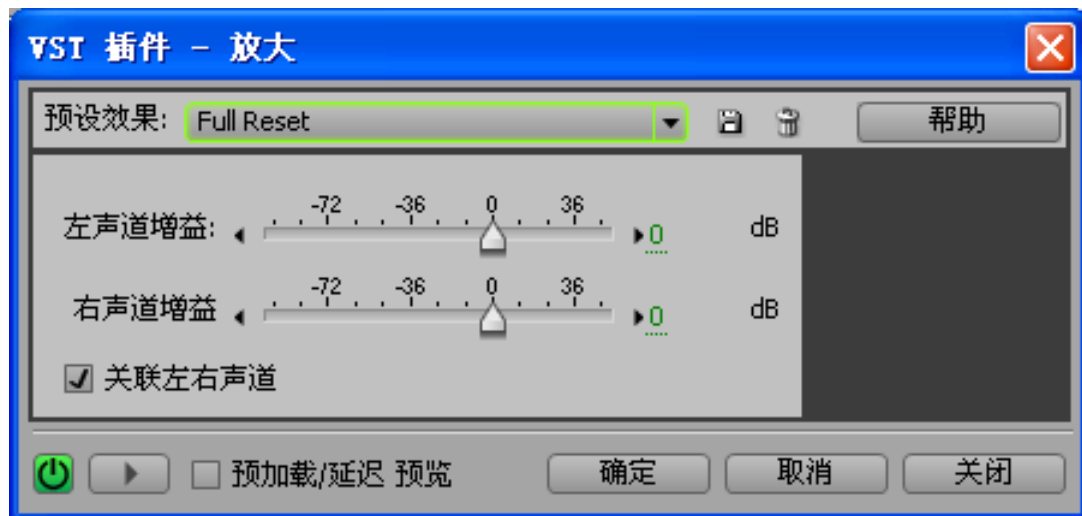 VST 插件 - 放大
预设效果: Full Reset 帮助
-72 -36 0 36
左声道增益: 0 dB
-72 -36 0 36
右声道增益 0 dB
关联左右声道
预加载/延迟 预览 确定 取消 关闭